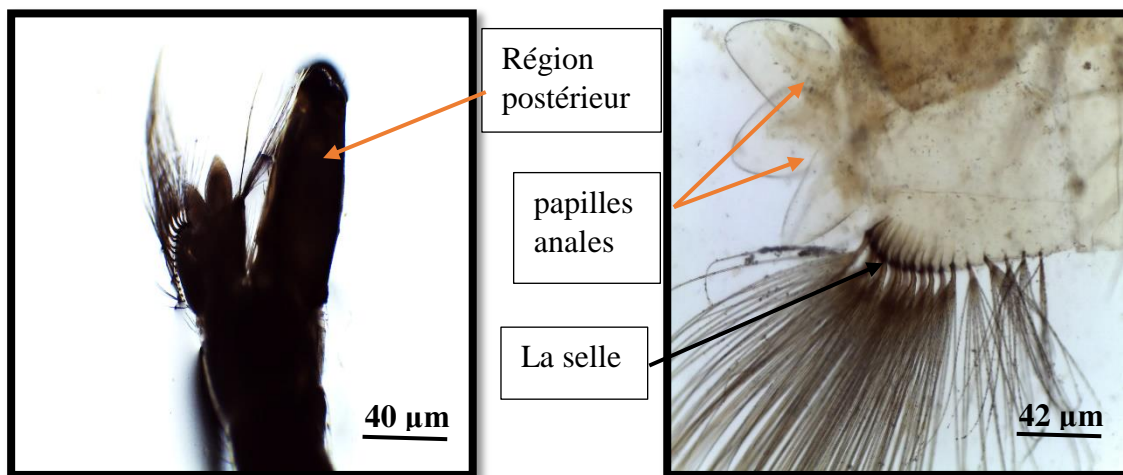 Région
postérieur
papilles
anales
La selle
40 µm
42 µm